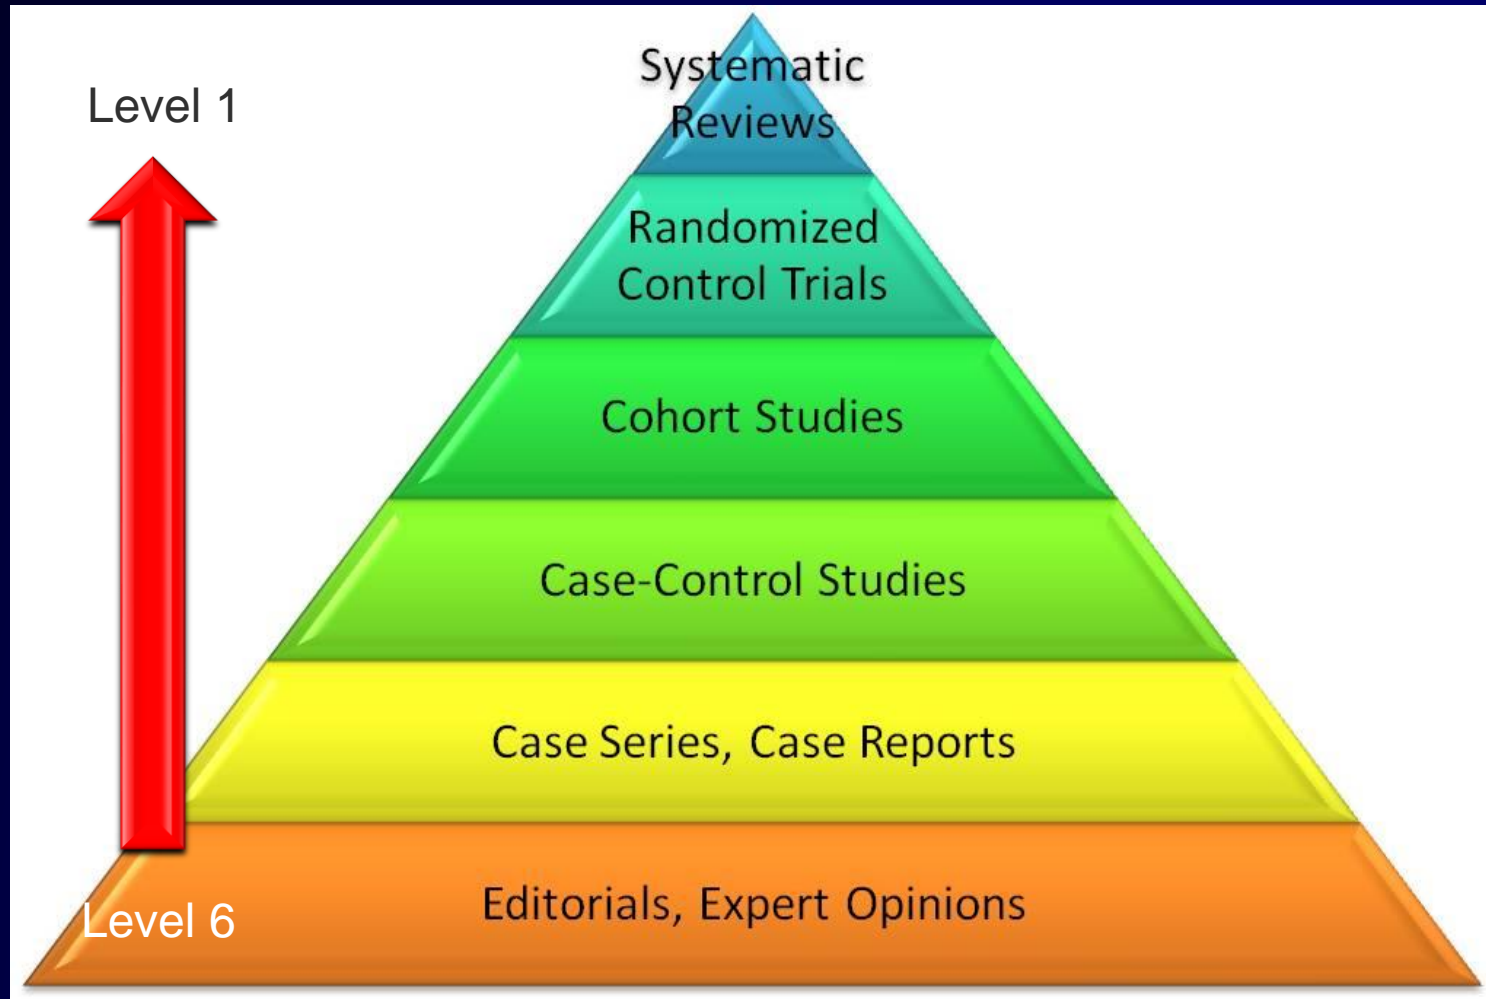 Level 1
Systematic
Reviews
Randomized
Control Trials
Cohort Studies
Case-Control Studies
Case Series, Case Reports
Editorials, Expert Opinions
Level 6